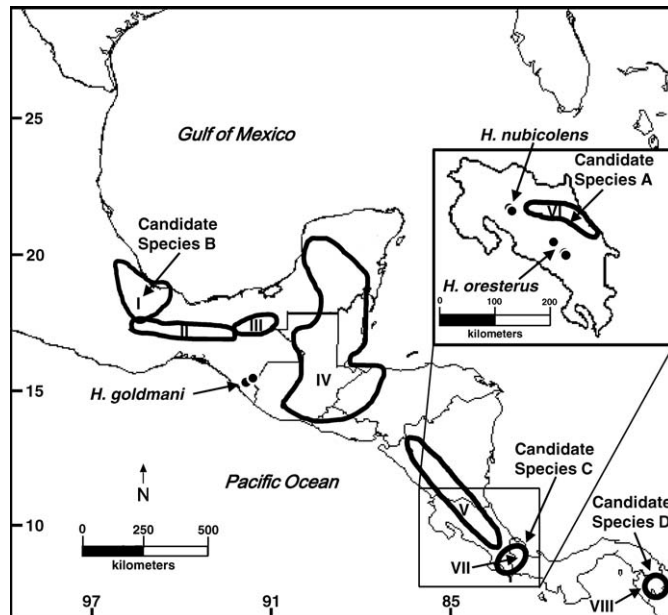 25
20
15
10
97
91
85
Gulf of Mexico
H. nubicolens
Candidate
Species A
VI
Candidate
Species B
I
II
III
H. oresterus
0 100 200
kilometers
IV
H. goldmani
N
Pacific Ocean
0 250 500
kilometers
Candidate
Species C
V
VII
Candidate
Species D
VIII